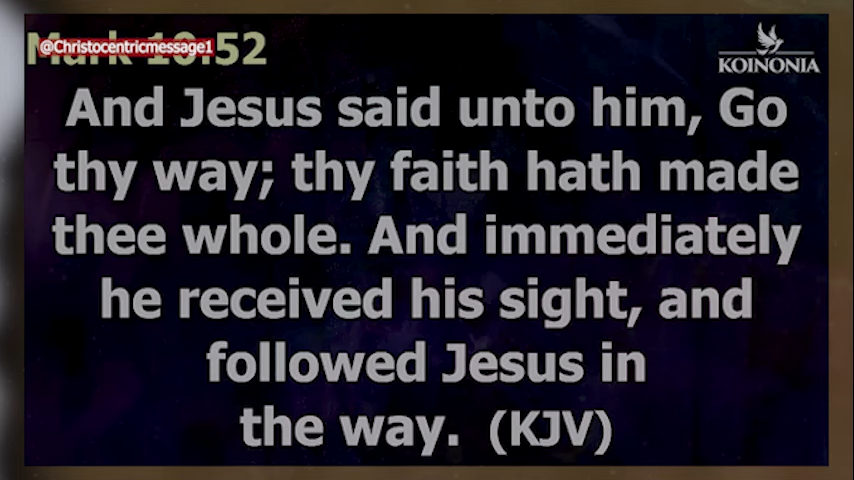 Mark 10:52
@Christocentricmessage1
KOINONIA
And Jesus said unto him, Go
thy way; thy faith hath made
thee whole. And immediately
he received his sight, and
followed Jesus in
the way. (KJV)